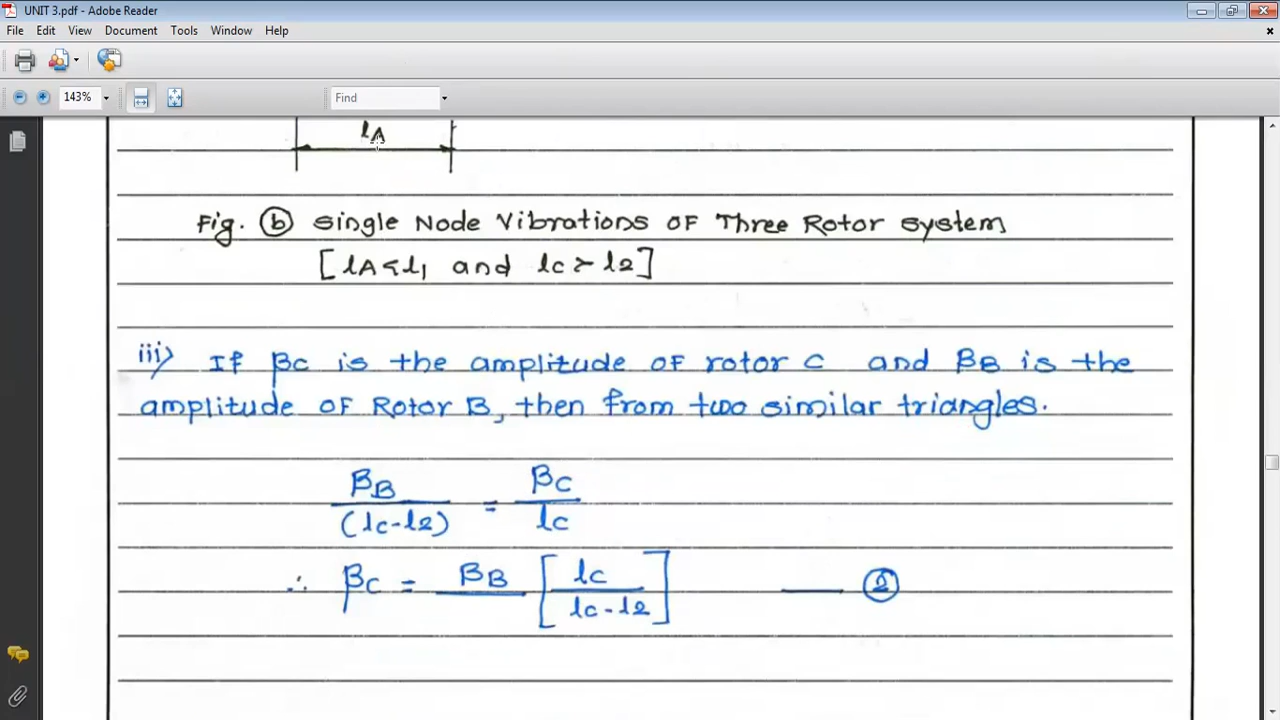 UNIT 3.pdf - Adobe Reader
File Edit View Document Tools Window Help
143% Find
lA
Fig. (b) Single Node Vibrations of Three Rotor System
[lA < l1 and lC > l2]
iii) If βC is the amplitude of rotor C and βB is the
amplitude of Rotor B, then from two similar triangles.
βB / (lC - l2) = βC / lC
∴ βC = βB [lC / lC - l2] — (2)